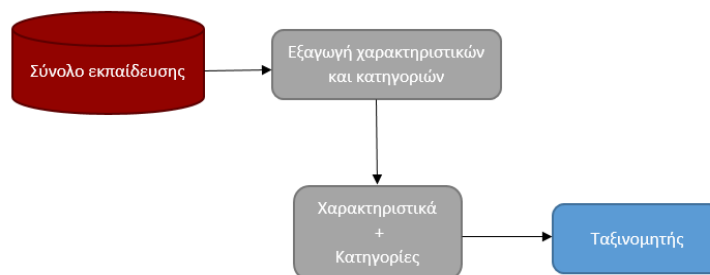 Σύνολο εκπαίδευσης
Εξαγωγή χαρακτηριστικών
και κατηγοριών
Χαρακτηριστικά
+
Κατηγορίες
Ταξινομητής